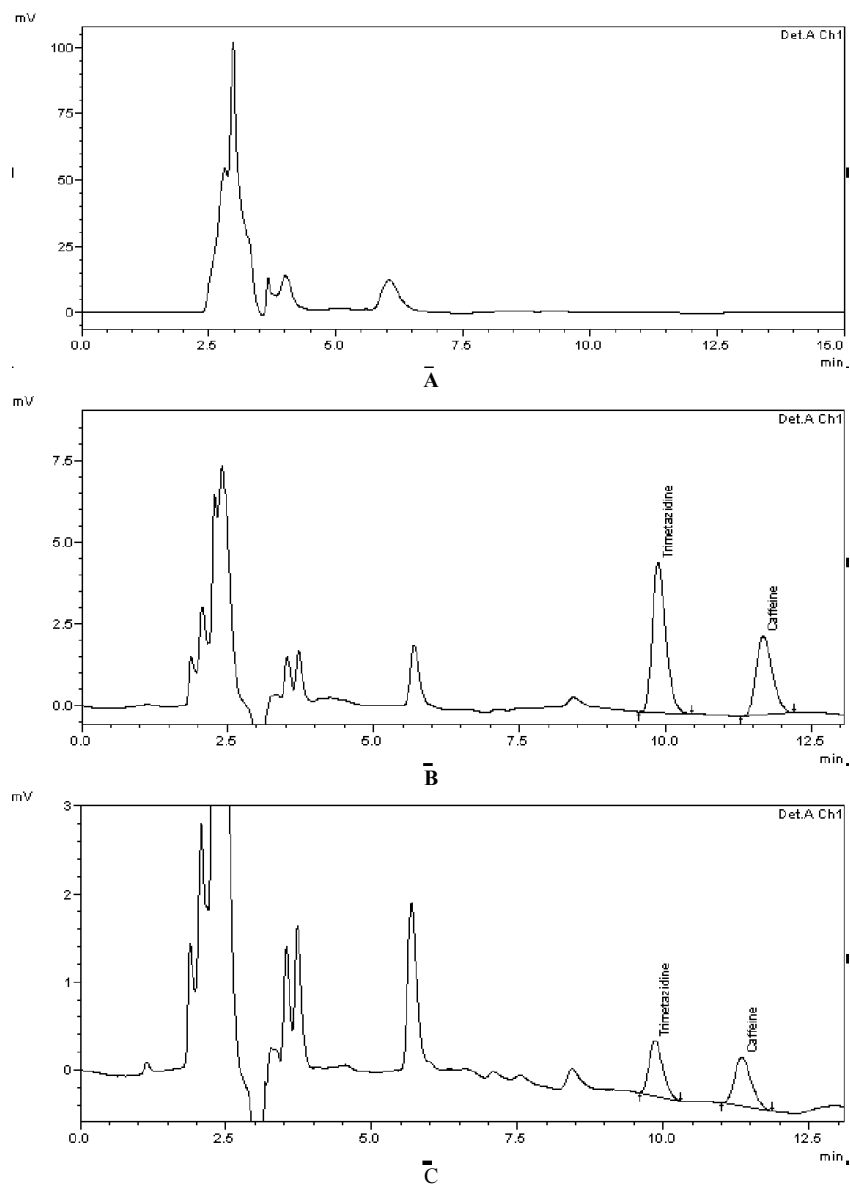 mV
Det.A Ch1
100
75
50
25
0
0.0 2.5 5.0 7.5 10.0 12.5 15.0
min
A
mV
Det.A Ch1
7.5
5.0
2.5
0.0
Trimetazidine
Caffeine
0.0 2.5 5.0 7.5 10.0 12.5
min
B
mV
Det.A Ch1
3
2
1
0
Trimetazidine
Caffeine
0.0 2.5 5.0 7.5 10.0 12.5
min
C